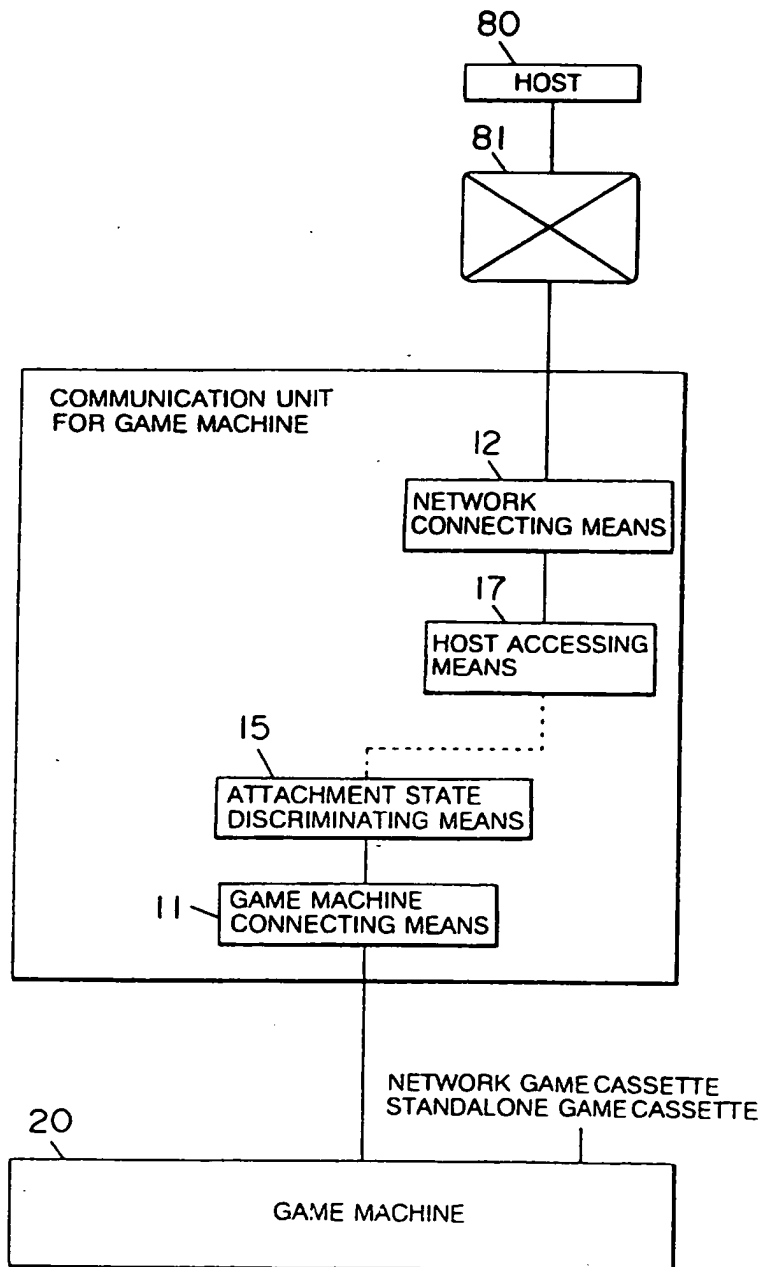 80
HOST
81
COMMUNICATION UNIT
FOR GAME MACHINE
12
NETWORK
CONNECTING MEANS
17
HOST ACCESSING
MEANS
15
ATTACHMENT STATE
DISCRIMINATING MEANS
11
GAME MACHINE
CONNECTING MEANS
NETWORK GAME CASSETTE
STANDALONE GAME CASSETTE
20
GAME MACHINE